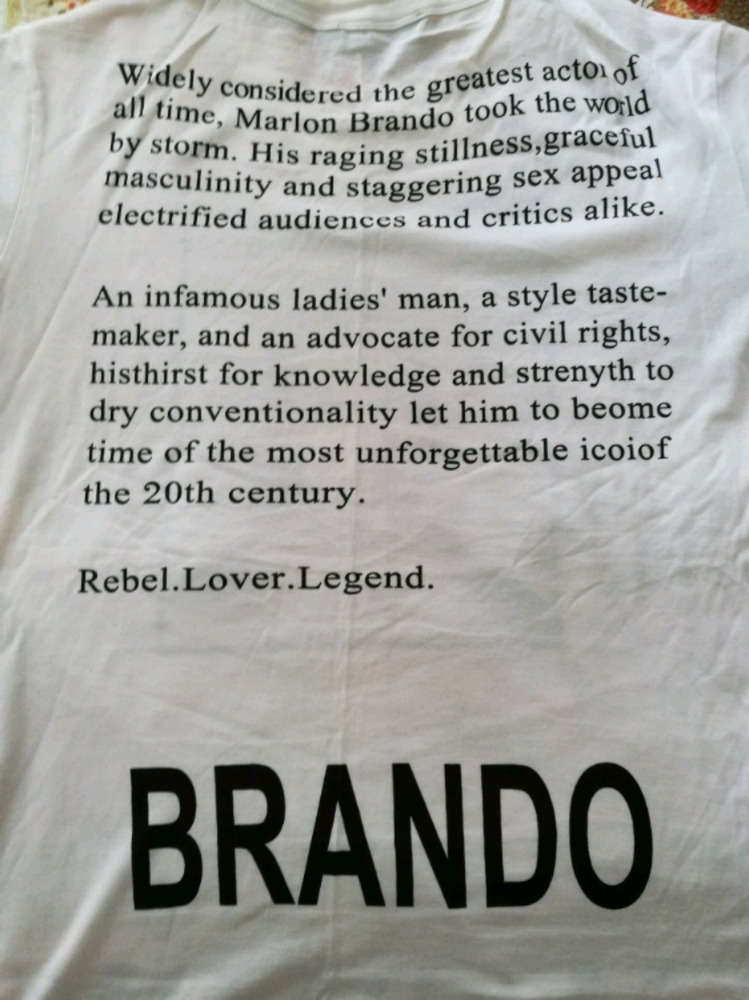 Widely considered the greatest actor of
all time, Marlon Brando took the world
by storm. His raging stillness,graceful
masculinity and staggering sex appeal
electrified audiences and critics alike.
An infamous ladies' man, a style taste-
maker, and an advocate for civil rights,
histhirst for knowledge and strenyth to
dry conventionality let him to beome
time of the most unforgettable icoiof
the 20th century.
Rebel.Lover.Legend.
BRANDO